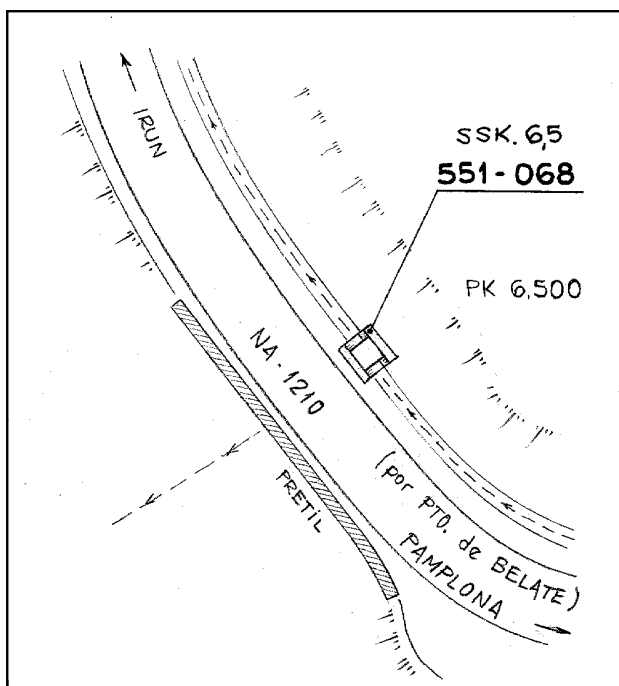 IRUN
SSK. 6,5
551-068
PK 6,500
NA-1210
PRETIL
(por PTO. de BELATE)
PAMPLONA